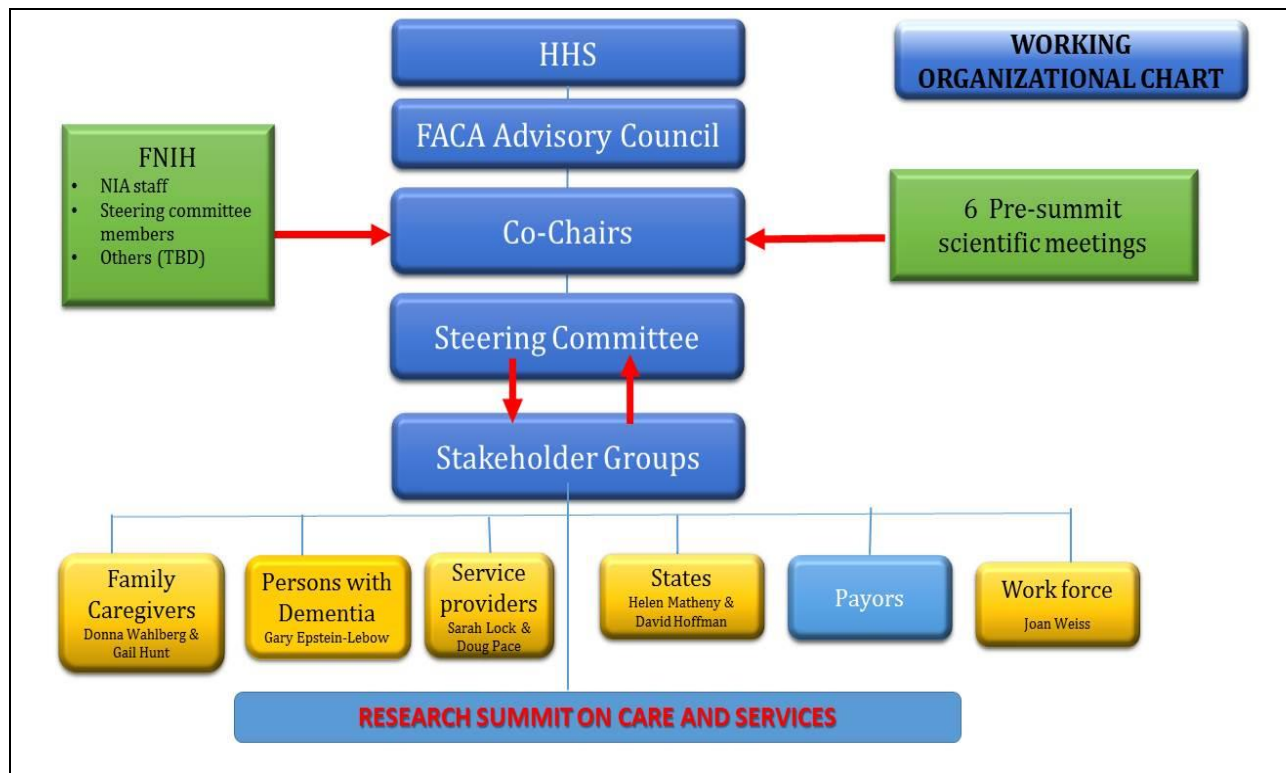 HHS
WORKING
ORGANIZATIONAL CHART
FACA Advisory Council
FNIH
• NIA staff
• Steering committee
members
• Others (TBD)
Co-Chairs
6 Pre-summit
scientific meetings
Steering Committee
Stakeholder Groups
Family
Caregivers
Donna Wahlberg &
Gail Hunt
Persons with
Dementia
Gary Epstein-Lebow
Service
providers
Sarah Lock &
Doug Pace
States
Helen Matheny &
David Hoffman
Payors
Work force
Joan Weiss
RESEARCH SUMMIT ON CARE AND SERVICES